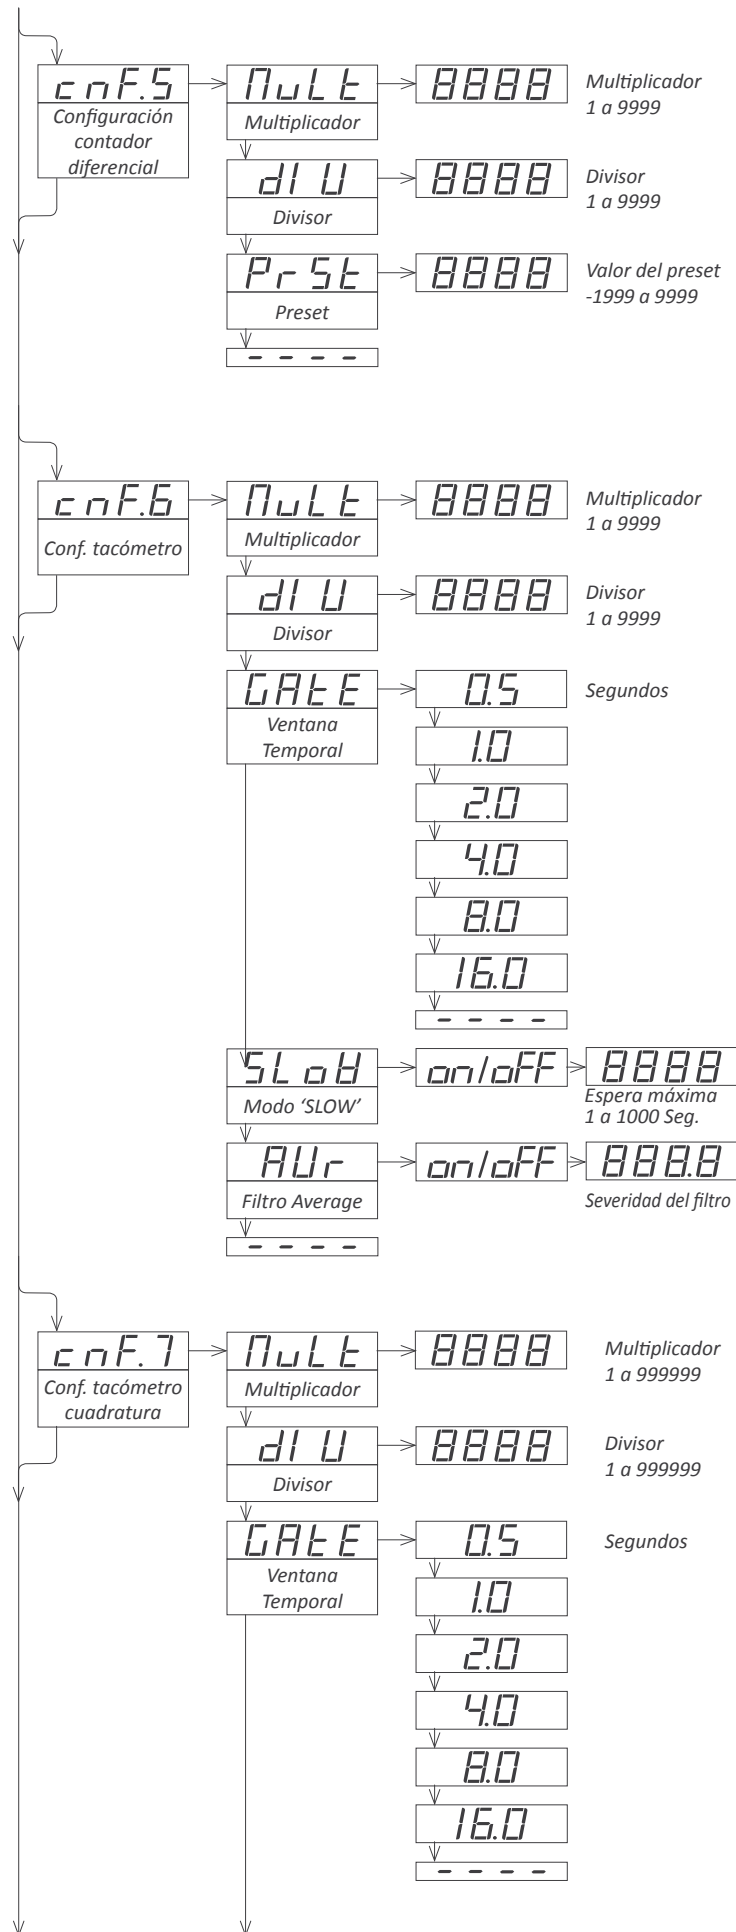 cnF.5
Configuración
contador
diferencial
MuLt
Multiplicador
8888
Multiplicador
1 a 9999
dIU
Divisor
8888
Divisor
1 a 9999
PrSt
Preset
8888
Valor del preset
-1999 a 9999
- - - -
cnF.6
Conf. tacómetro
MuLt
Multiplicador
8888
Multiplicador
1 a 9999
dIU
Divisor
8888
Divisor
1 a 9999
GAtE
Ventana
Temporal
0.5
Segundos
1.0
2.0
4.0
8.0
16.0
- - - -
SLoW
Modo ‘SLOW’
on/oFF
8888
Espera máxima
1 a 1000 Seg.
AUr
Filtro Average
on/oFF
888.8
Severidad del filtro
- - - -
cnF.7
Conf. tacómetro
cuadratura
MuLt
Multiplicador
8888
Multiplicador
1 a 999999
dIU
Divisor
8888
Divisor
1 a 999999
GAtE
Ventana
Temporal
0.5
Segundos
1.0
2.0
4.0
8.0
16.0
- - - -